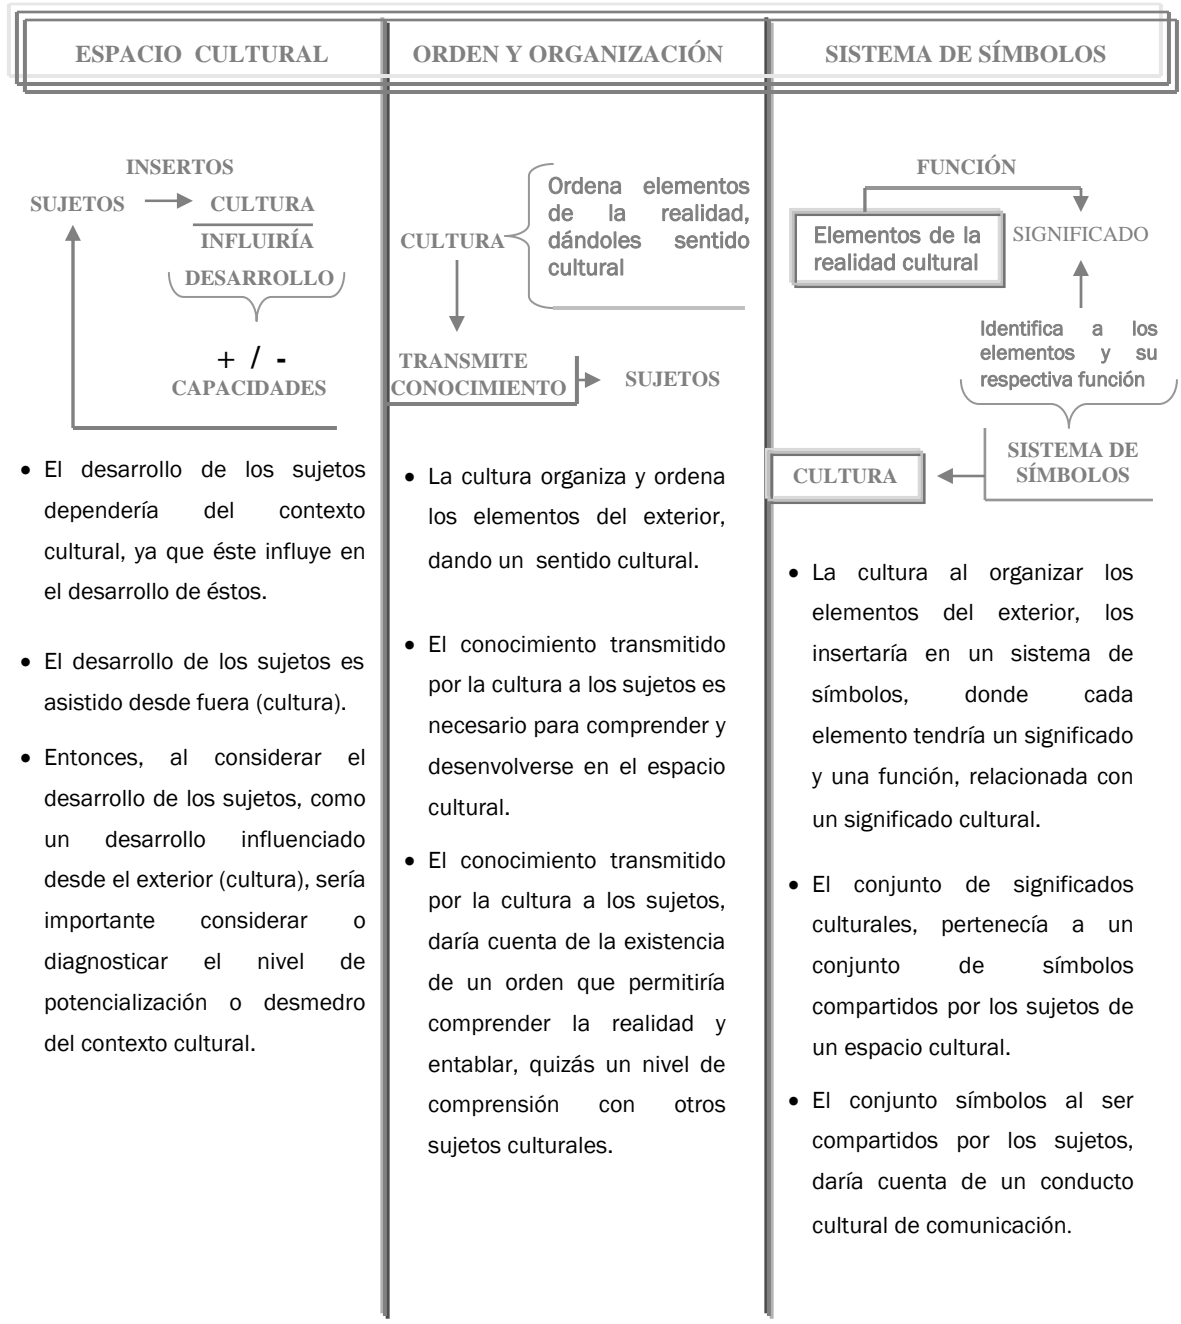 ESPACIO CULTURAL
ORDEN Y ORGANIZACIÓN
SISTEMA DE SÍMBOLOS
INSERTOS
SUJETOS
CULTURA
INFLUIRÍA
DESARROLLO
+ / -
CAPACIDADES
• El desarrollo de los sujetos
dependería del contexto
cultural, ya que éste influye en
el desarrollo de éstos.
• El desarrollo de los sujetos es
asistido desde fuera (cultura).
• Entonces, al considerar el
desarrollo de los sujetos, como
un desarrollo influenciado
desde el exterior (cultura), sería
importante considerar o
diagnosticar el nivel de
potencialización o desmedro
del contexto cultural.
CULTURA
Ordena elementos
de la realidad,
dándoles sentido
cultural
TRANSMITE
CONOCIMIENTO
SUJETOS
• La cultura organiza y ordena
los elementos del exterior,
dando un sentido cultural.
• El conocimiento transmitido
por la cultura a los sujetos es
necesario para comprender y
desenvolverse en el espacio
cultural.
• El conocimiento transmitido
por la cultura a los sujetos,
daría cuenta de la existencia
de un orden que permitiría
comprender la realidad y
entablar, quizás un nivel de
comprensión con otros
sujetos culturales.
FUNCIÓN
Elementos de la
realidad cultural
SIGNIFICADO
Identifica a los
elementos y su
respectiva función
SISTEMA DE
SÍMBOLOS
CULTURA
• La cultura al organizar los
elementos del exterior, los
insertaría en un sistema de
símbolos, donde cada
elemento tendría un significado
y una función, relacionada con
un significado cultural.
• El conjunto de significados
culturales, pertenecía a un
conjunto de símbolos
compartidos por los sujetos de
un espacio cultural.
• El conjunto símbolos al ser
compartidos por los sujetos,
daría cuenta de un conducto
cultural de comunicación.